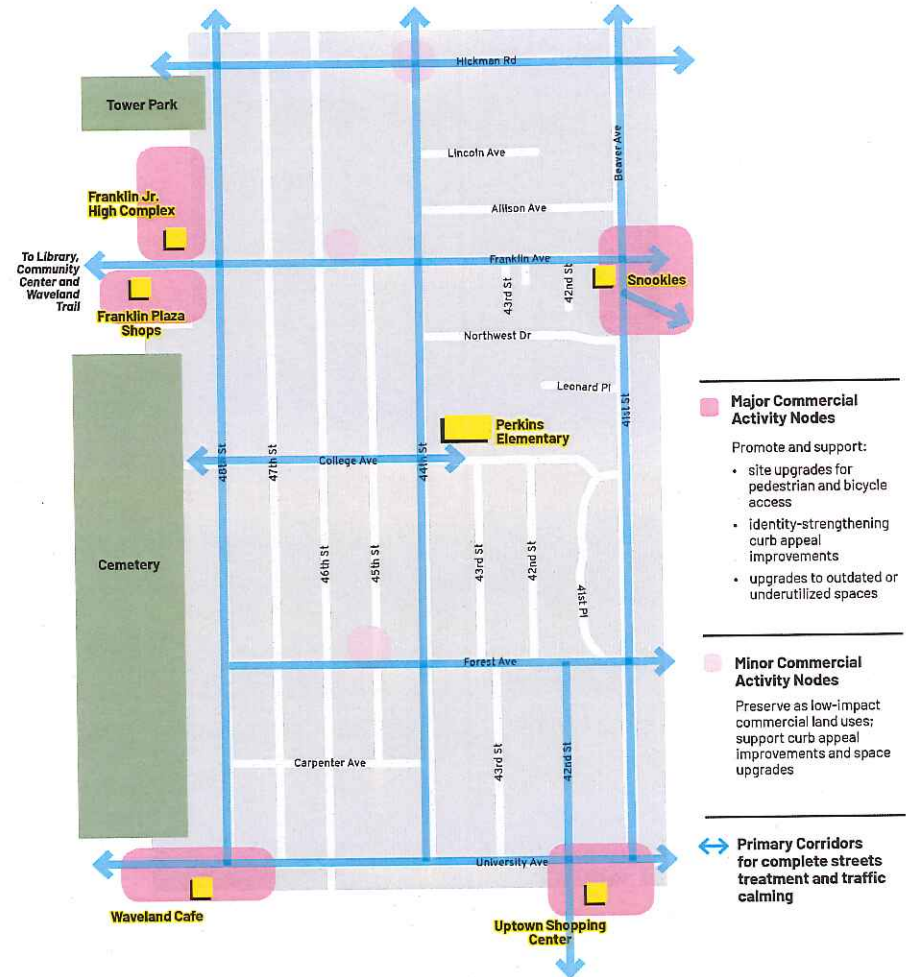 Hickman Rd
Tower Park
Beaver Ave
Lincoln Ave
Franklin Jr.
High Complex
Allison Ave
To Library,
Community
Center and
Waveland
Trail
Franklin Ave
43rd St
42nd St
Snookies
Franklin Plaza
Shops
Northwest Dr
Leonard Pl
41st St
Perkins
Elementary
48th St
47th St
College Ave
44th St
Cemetery
46th St
45th St
43rd St
42nd St
41st Pl
Forest Ave
Carpenter Ave
43rd St
42nd St
University Ave
Waveland Cafe
Uptown Shopping
Center
Major Commercial
Activity Nodes
Promote and support:
• site upgrades for
pedestrian and bicycle
access
• identity-strengthening
curb appeal
improvements
• upgrades to outdated or
underutilized spaces
Minor Commercial
Activity Nodes
Preserve as low-impact
commercial land uses;
support curb appeal
improvements and space
upgrades
Primary Corridors
for complete streets
treatment and traffic
calming